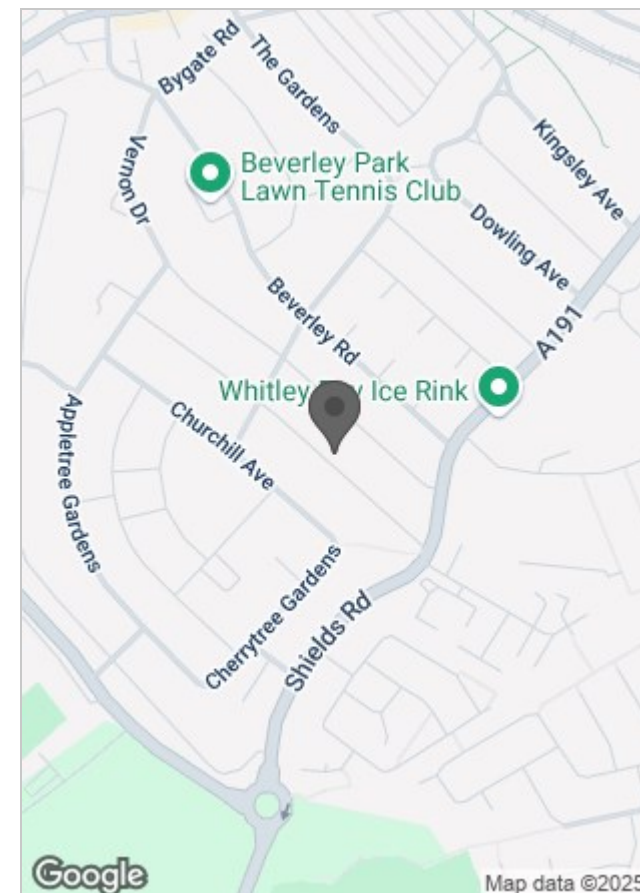 Bygate Rd
The Gardens
Vernon Dr
Beverley Park
Lawn Tennis Club
Kingsley Ave
Dowling Ave
Beverley Rd
A191
Whitley Ice Rink
Churchill Ave
Appletree Gardens
Cherrytree Gardens
Shields Rd
Google
Map data ©2025